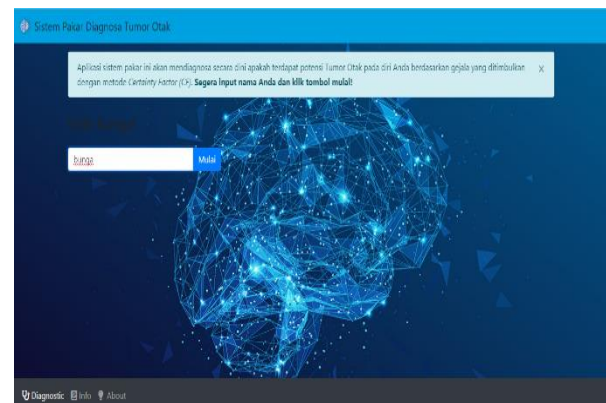 Sistem Pakar Diagnosa Tumor Otak
Aplikasi sistem pakar ini akan mendiagnosa secara dini apakah terdapat potensi Tumor Otak pada diri Anda berdasarkan gejala yang ditimbulkan
dengan metode Certainty Factor (CF). Segera input nama Anda dan klik tombol mulai!
X
bunga
Mulai
Diagnostic Info About